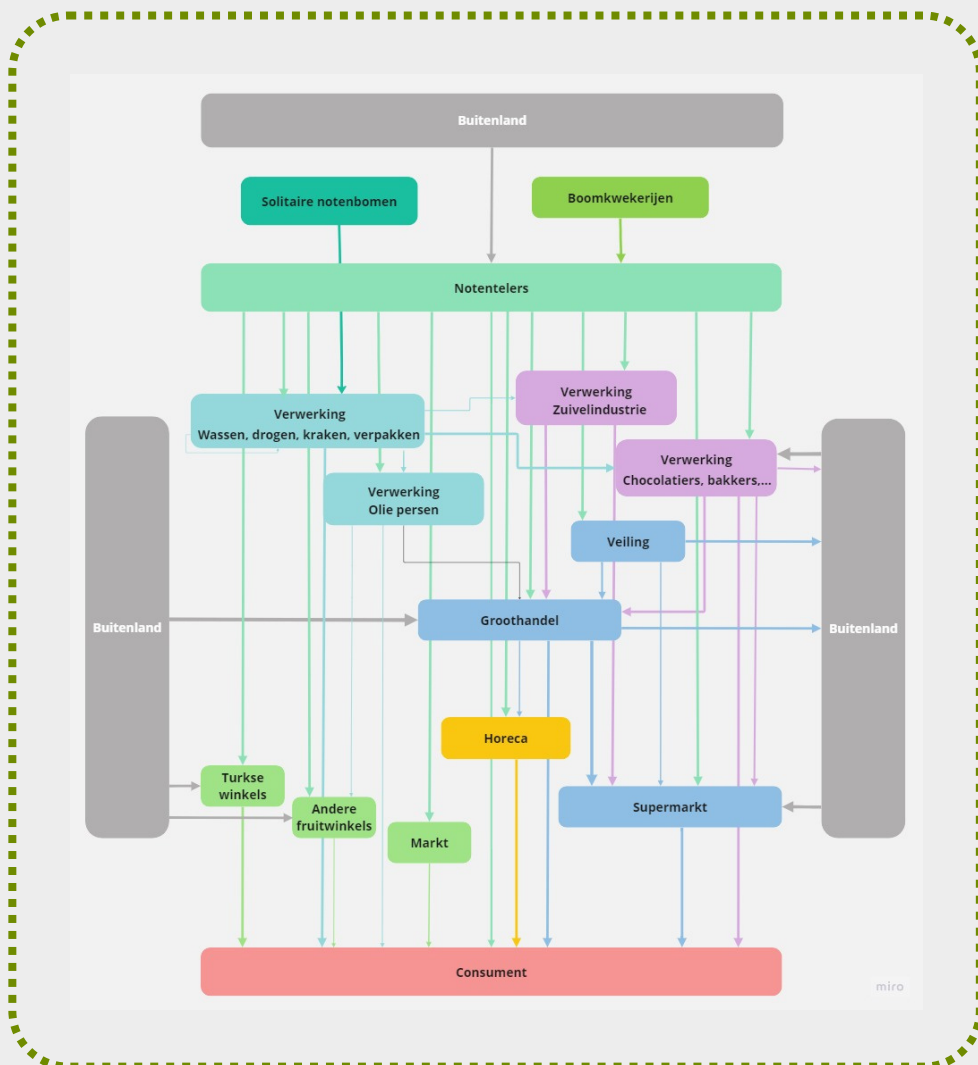 Buitenland
Solitaire notenbomen
Boomkwekerijen
Notentelers
Verwerking
Zuivelindustrie
Verwerking
Wassen, drogen, kraken, verpakken
Verwerking
Chocolatiers, bakkers,...
Verwerking
Olie persen
Veiling
Groothandel
Buitenland
Buitenland
Horeca
Turkse
winkels
Andere
fruitwinkels
Supermarkt
Markt
Consument
miro